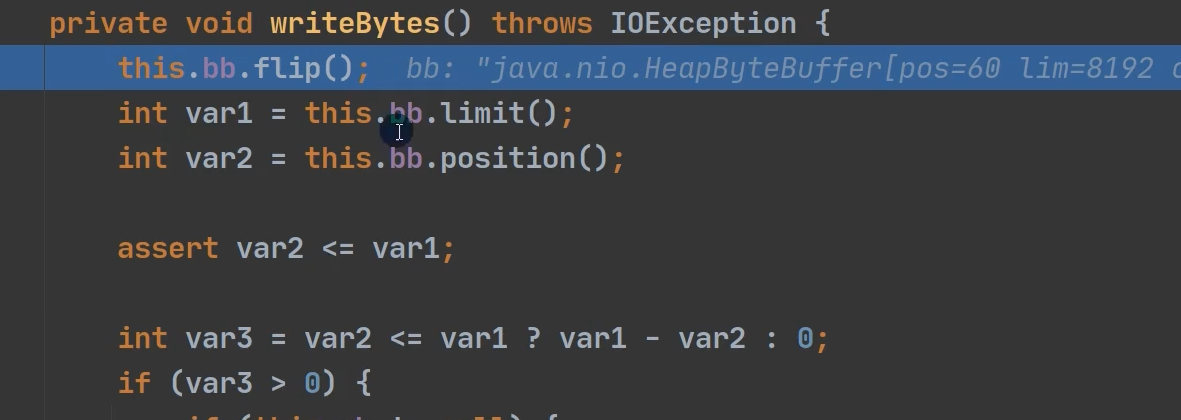 private void writeBytes() throws IOException {
this.bb.flip(); bb: "java.nio.HeapByteBuffer[pos=60 lim=8192
int var1 = this.bb.limit();
int var2 = this.bb.position();
assert var2 <= var1;
int var3 = var2 <= var1 ? var1 - var2 : 0;
if (var3 > 0) {